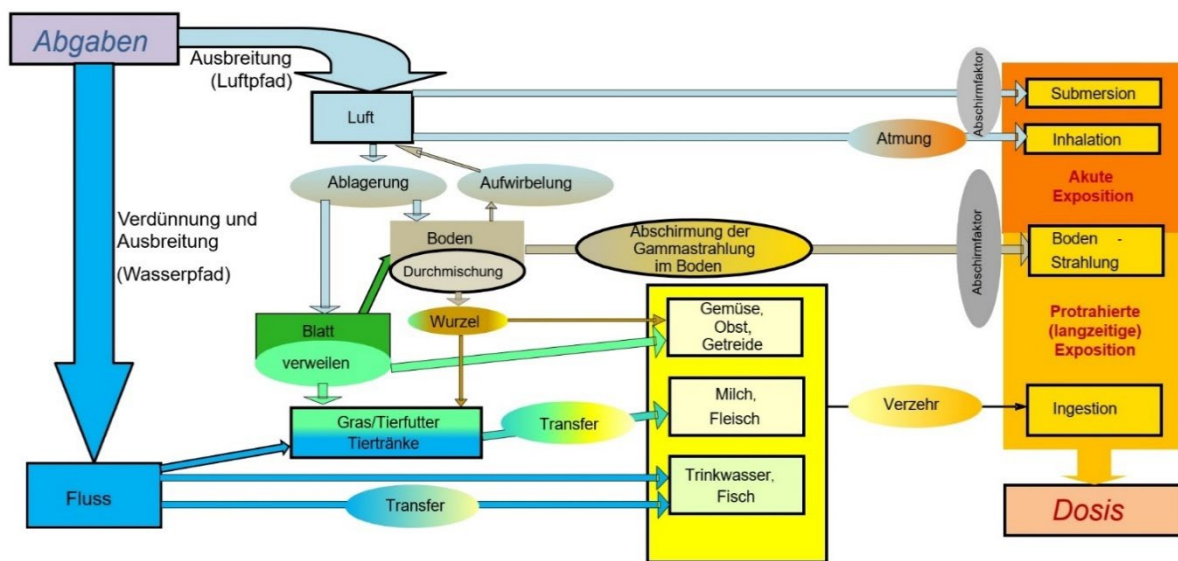 Abgaben
Ausbreitung
(Luftpfad)
Luft
Abschirmfaktor
Submersion
Atmung
Inhalation
Akute
Exposition
Ablagerung
Aufwirbelung
Verdünnung und
Ausbreitung
(Wasserpfad)
Boden
Durchmischung
Abschirmung der
Gammastrahlung
im Boden
Abschirmfaktor
Boden -
Strahlung
Protrahierte
(langzeitige)
Exposition
Blatt
verweilen
Wurzel
Gemüse,
Obst,
Getreide
Milch,
Fleisch
Verzehr
Ingestion
Gras/Tierfutter
Tiertränke
Transfer
Fluss
Transfer
Trinkwasser,
Fisch
Dosis